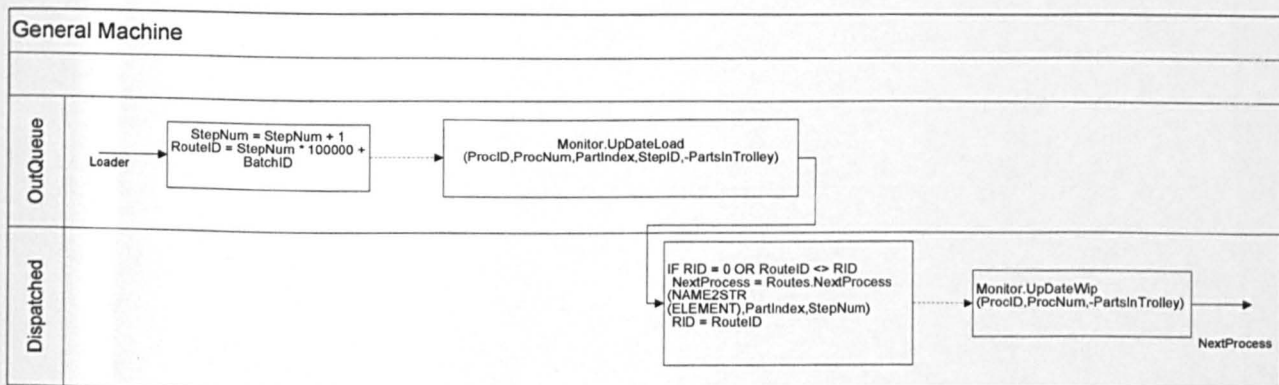 General Machine
OutQueue
Loader
StepNum = StepNum + 1
RouteID = StepNum * 100000 +
BatchID
Monitor.UpDateLoad
(ProcID,ProcNum,PartIndex,StepID,-PartsInTrolley)
Dispatched
IF RID = 0 OR RouteID <> RID
NextProcess = Routes.NextProcess
(NAME2STR
(ELEMENT),PartIndex,StepNum)
RID = RouteID
Monitor.UpDateWip
(ProcID,ProcNum,-PartsInTrolley)
NextProcess